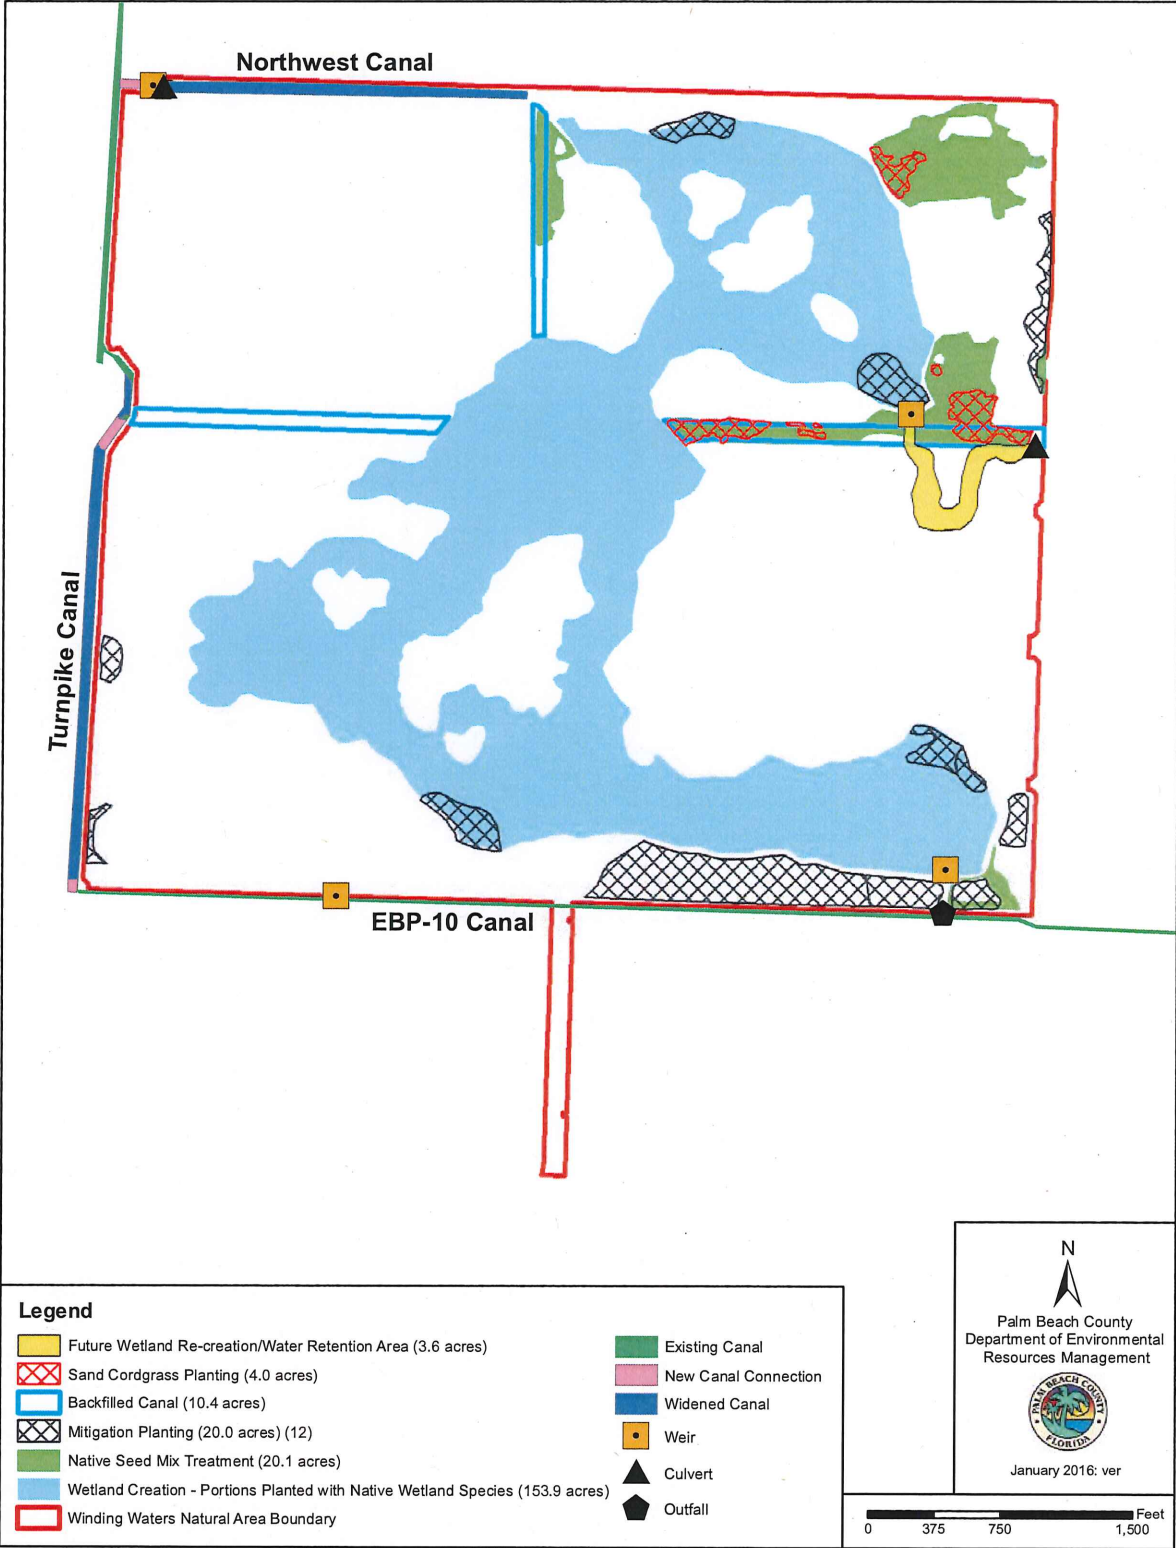 Northwest Canal
Turnpike Canal
EBP-10 Canal
Legend
Future Wetland Re-creation/Water Retention Area (3.6 acres)
Sand Cordgrass Planting (4.0 acres)
Backfilled Canal (10.4 acres)
Mitigation Planting (20.0 acres) (12)
Native Seed Mix Treatment (20.1 acres)
Wetland Creation - Portions Planted with Native Wetland Species (153.9 acres)
Winding Waters Natural Area Boundary
Existing Canal
New Canal Connection
Widened Canal
Weir
Culvert
Outfall
N
Palm Beach County
Department of Environmental
Resources Management
PALM BEACH COUNTY
FLORIDA
January 2016: ver
Feet
0 375 750 1,500